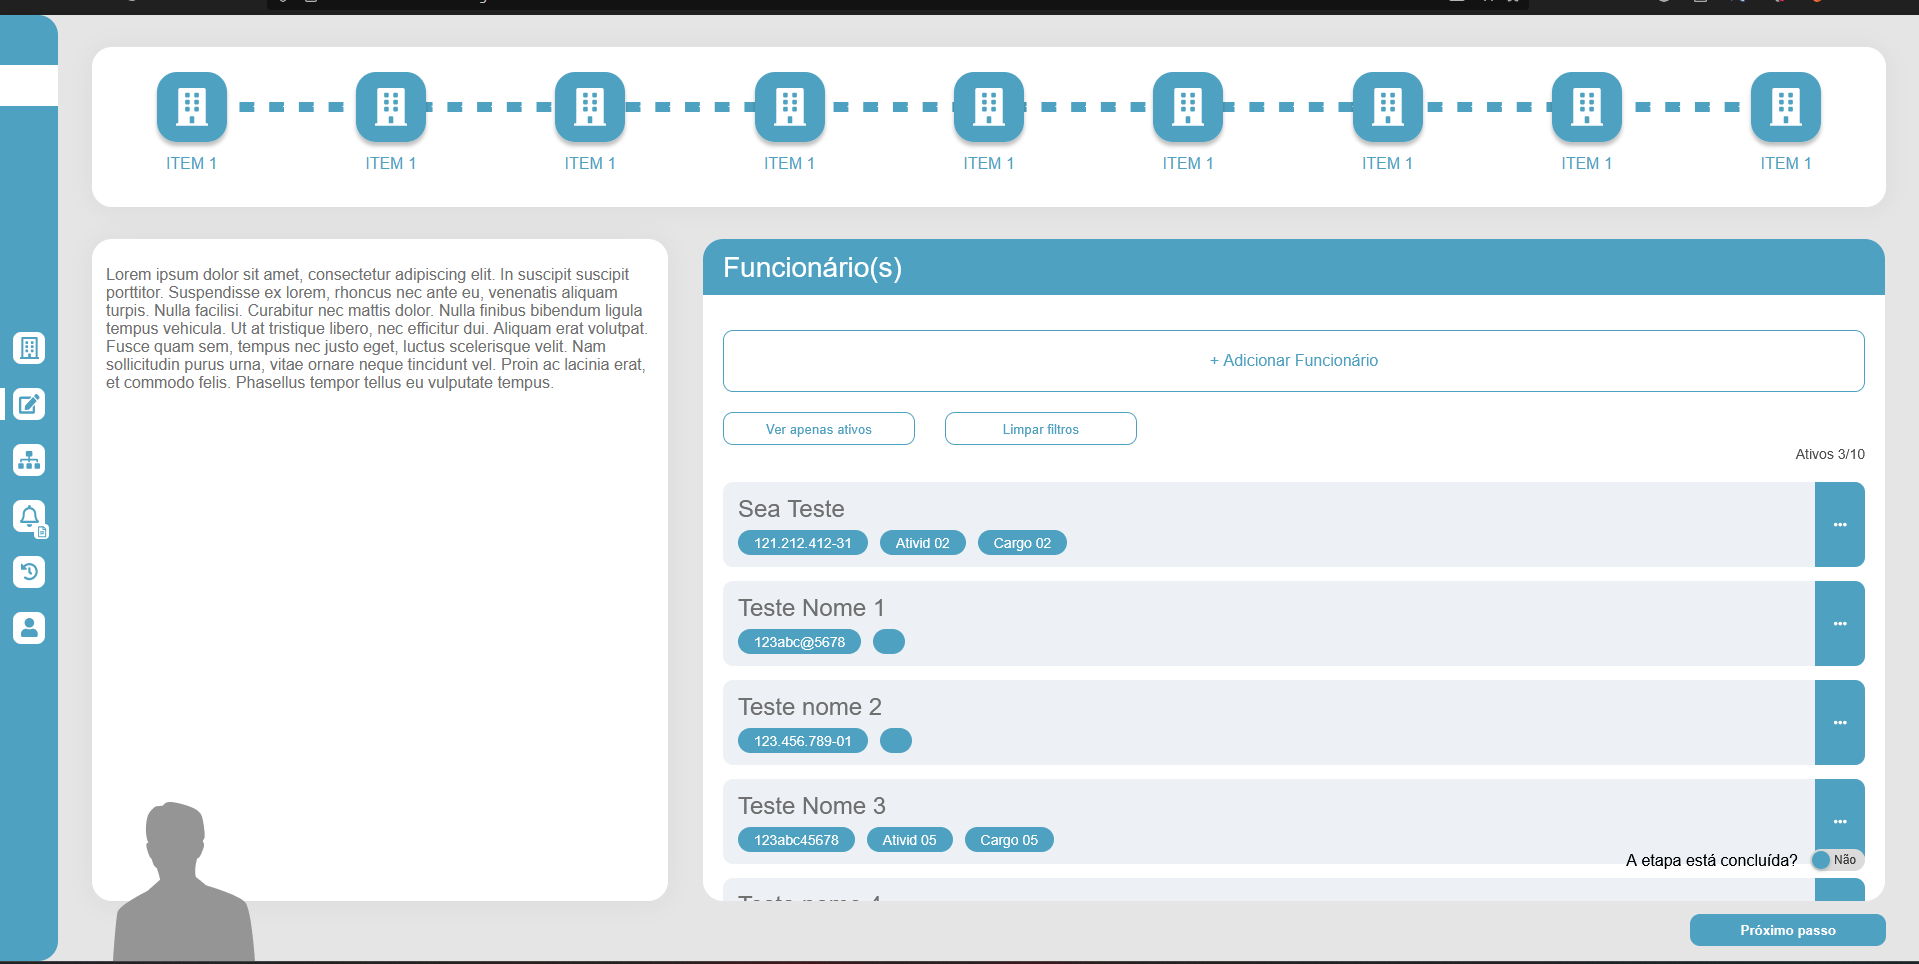 ITEM 1
ITEM 1
ITEM 1
ITEM 1
ITEM 1
ITEM 1
ITEM 1
ITEM 1
ITEM 1
Lorem ipsum dolor sit amet, consectetur adipiscing elit. In suscipit suscipit
porttitor. Suspendisse ex lorem, rhoncus nec ante eu, venenatis aliquam
turpis. Nulla facilisi. Curabitur nec mattis dolor. Nulla finibus bibendum ligula
tempus vehicula. Ut at tristique libero, nec efficitur dui. Aliquam erat volutpat.
Fusce quam sem, tempus nec justo eget, luctus scelerisque velit. Nam
sollicitudin purus urna, vitae ornare neque tincidunt vel. Proin ac lacinia erat,
et commodo felis. Phasellus tempor tellus eu vulputate tempus.
Funcionário(s)
+ Adicionar Funcionário
Ver apenas ativos
Limpar filtros
Ativos 3/10
Sea Teste
121.212.412-31
Ativid 02
Cargo 02
Teste Nome 1
123abc@5678
Teste nome 2
123.456.789-01
Teste Nome 3
123abc45678
Ativid 05
Cargo 05
A etapa está concluída?
Não
Teste nome 4
Próximo passo